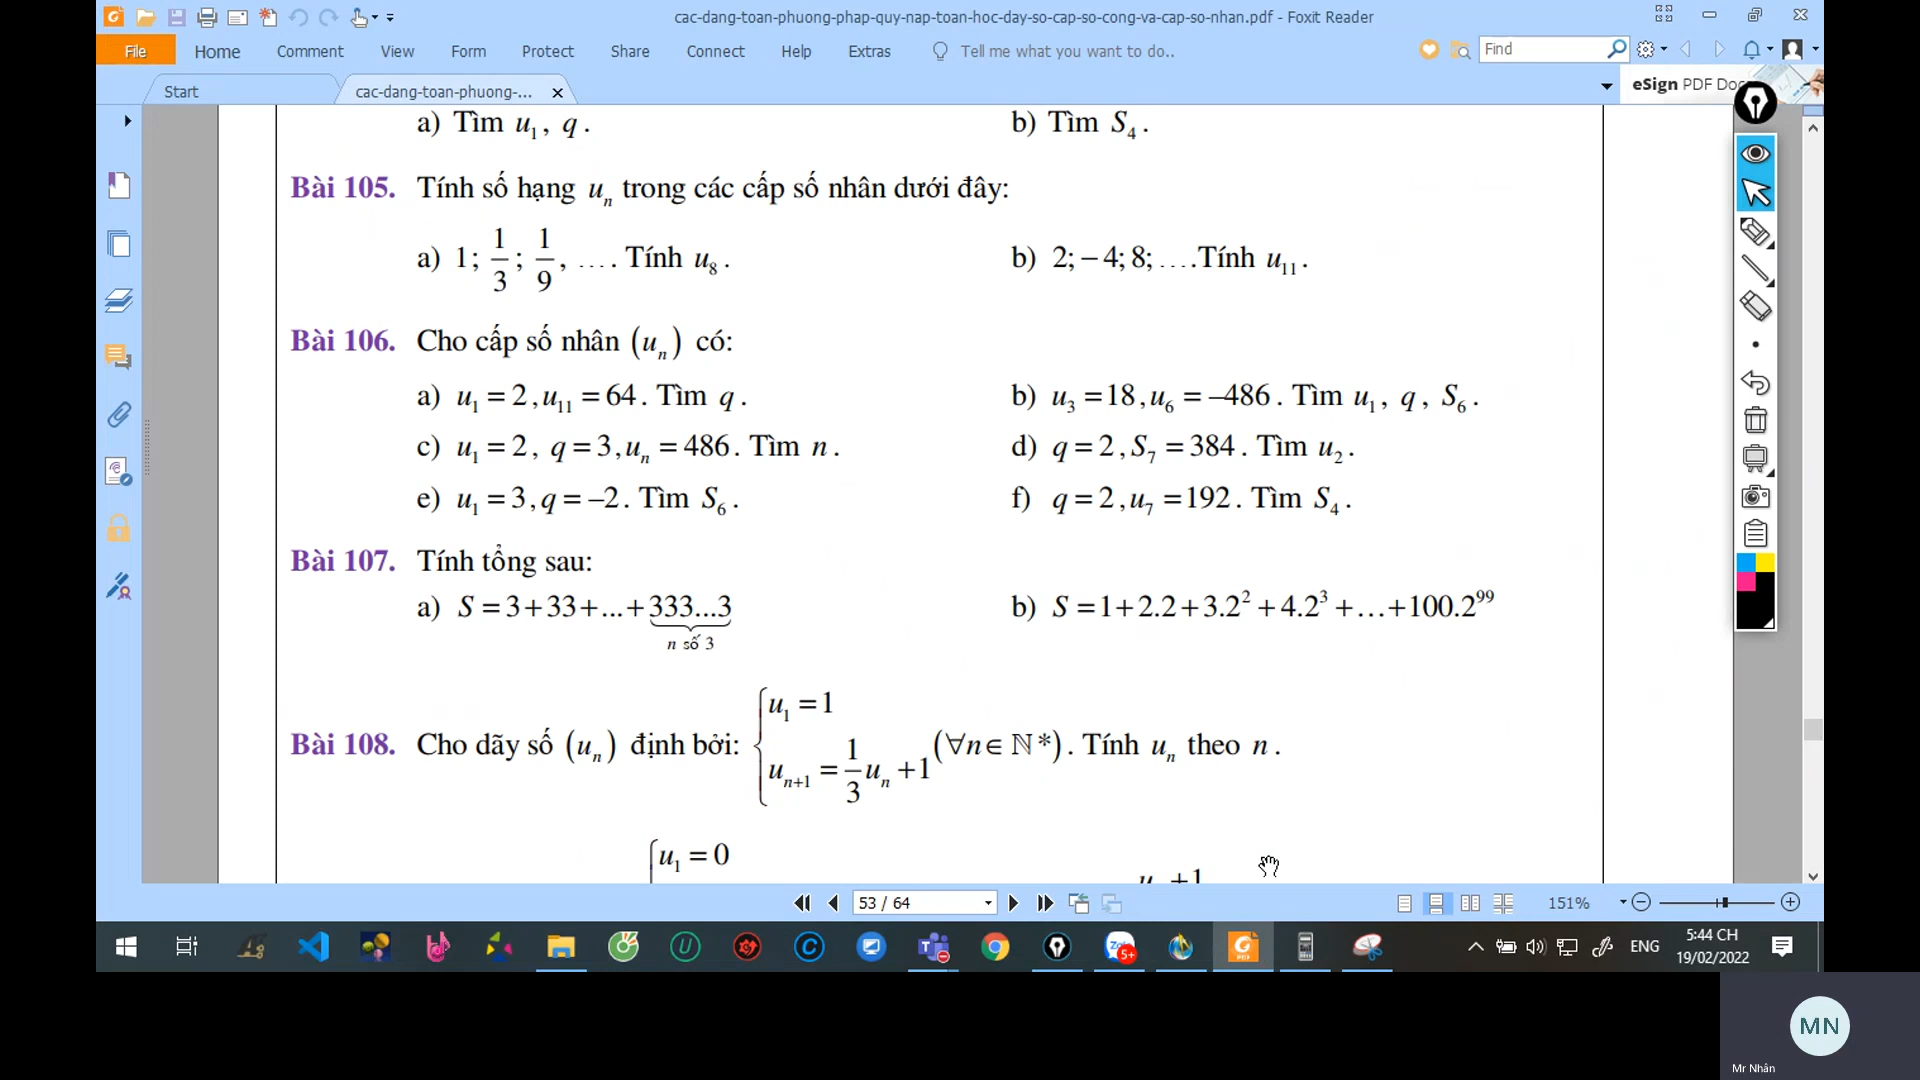 cac-dang-toan-phuong-phap-quy-nap-toan-hoc-day-so-cap-so-cong-va-cap-so-nhan.pdf - Foxit Reader
File Home Comment View Form Protect Share Connect Help Extras Tell me what you want to do.. Find
Start cac-dang-toan-phuong-... eSign PDF Doc
a) Tìm u₁, q. b) Tìm S₄.
Bài 105. Tính số hạng uₙ trong các cấp số nhân dưới đây:
a) 1; 1/3; 1/9, …. Tính u₈. b) 2; – 4; 8; ….Tính u₁₁.
Bài 106. Cho cấp số nhân (uₙ) có:
a) u₁ = 2, u₁₁ = 64. Tìm q. b) u₃ = 18, u₆ = –486. Tìm u₁, q, S₆.
c) u₁ = 2, q = 3, uₙ = 486. Tìm n. d) q = 2, S₇ = 384. Tìm u₂.
e) u₁ = 3, q = –2. Tìm S₆. f) q = 2, u₇ = 192. Tìm S₄.
Bài 107. Tính tổng sau:
a) S = 3 + 33 + ... + 333...3 b) S = 1 + 2.2 + 3.2² + 4.2³ + … + 100.2⁹⁹
n số 3
Bài 108. Cho dãy số (uₙ) định bởi: { u₁ = 1
uₙ₊₁ = 1/3 uₙ + 1 (∀n ∈ ℕ*). Tính uₙ theo n.
u₁ = 0
53 / 64 151%
Zalo 5+ PDF ENG 5:44 CH
19/02/2022
MN
Mr Nhân